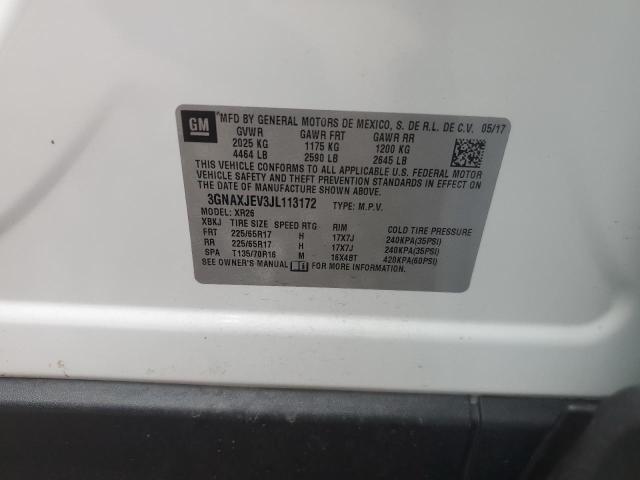 GM
MFD BY GENERAL MOTORS DE MEXICO, S. DE R.L. DE C.V. 05/17
GVWR GAWR FRT GAWR RR
2025 KG 1175 KG 1200 KG
4464 LB 2590 LB 2645 LB
THIS VEHICLE CONFORMS TO ALL APPLICABLE U.S. FEDERAL MOTOR
VEHICLE SAFETY, BUMPER, AND THEFT PREVENTION STANDARDS IN EFFECT ON
THE DATE OF MANUFACTURE SHOWN ABOVE.
3GNAXJEV3JL113172 TYPE: M.P.V.
MODEL: XR26
XBKJ TIRE SIZE SPEED RTG RIM COLD TIRE PRESSURE
FRT 225/65R17 H 17X7J 240KPA(35PSI)
RR 225/65R17 H 17X7J 240KPA(35PSI)
SPA T135/70R16 M 16X4BT 420KPA(60PSI)
SEE OWNER'S MANUAL FOR MORE INFORMATION.